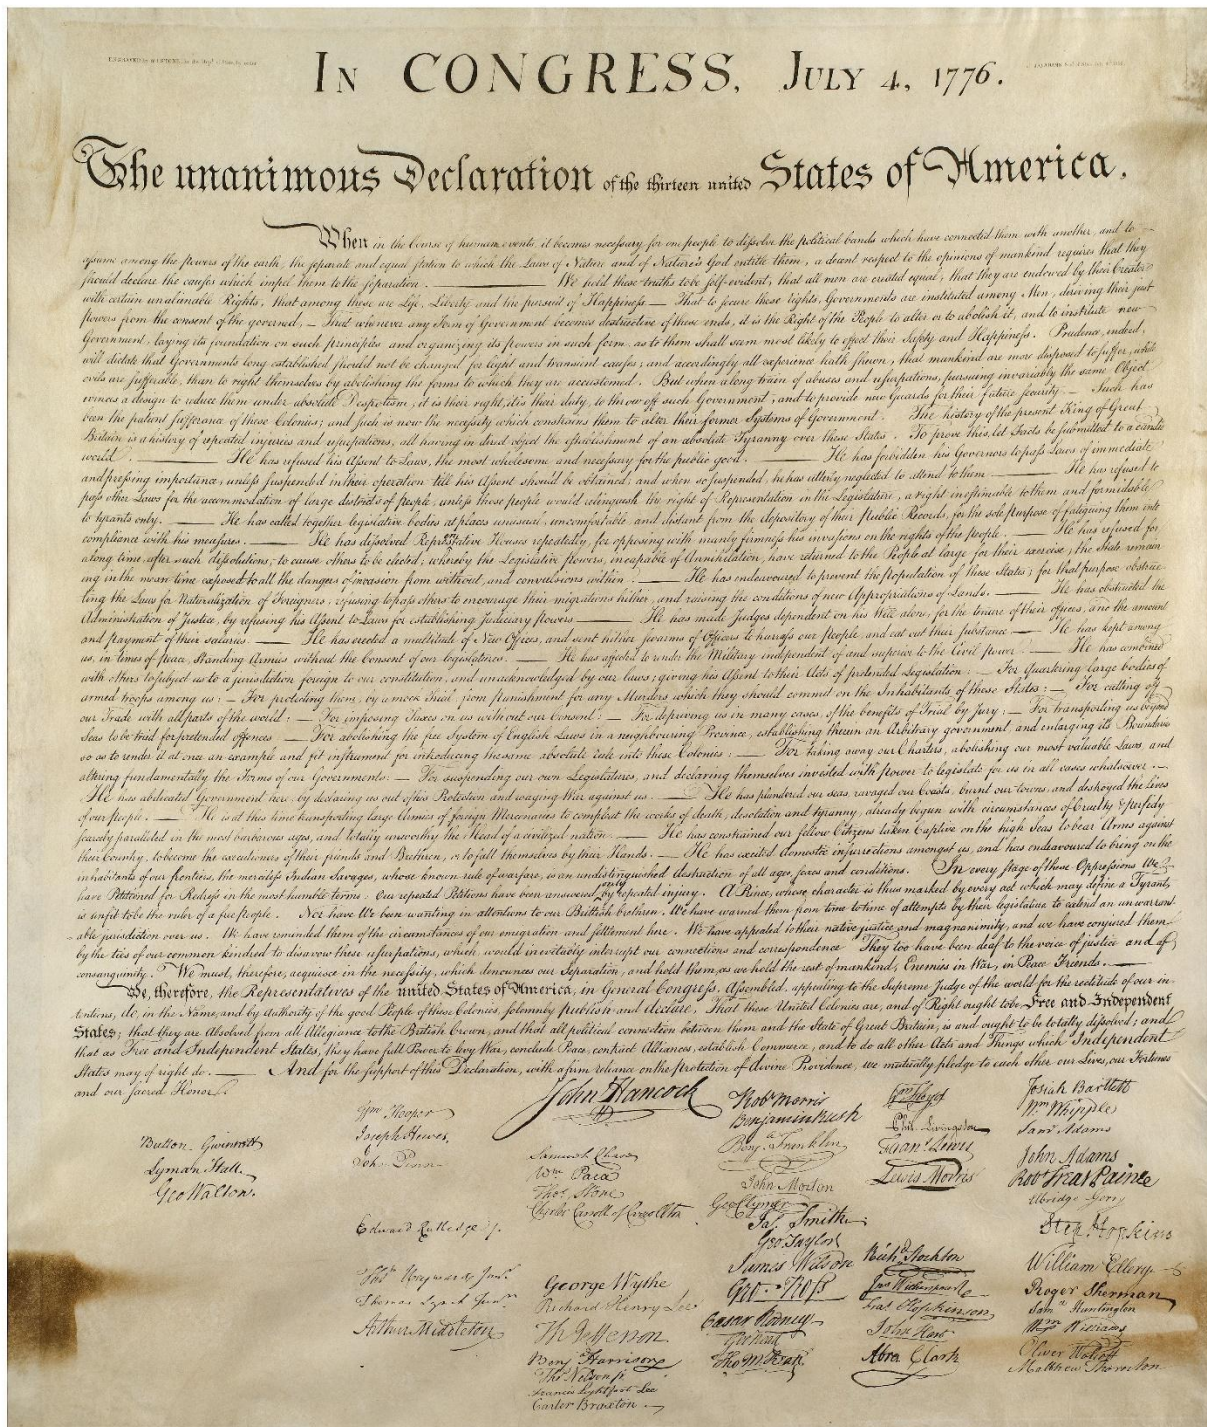 IN CONGRESS, JULY 4, 1776.
The unanimous Declaration of the thirteen united States of America,
When in the Course of human events, it becomes necessary for one people to dissolve the political bands which have connected them with another, and to
assume among the powers of the earth, the separate and equal station to which the Laws of Nature and of Nature's God entitle them, a decent respect to the opinions of mankind requires that they
should declare the causes which impel them to the separation. — We hold these truths to be self-evident, that all men are created equal, that they are endowed by their Creator
with certain unalienable Rights, that among these are Life, Liberty and the pursuit of Happiness. — That to secure these rights, Governments are instituted among Men, deriving their just
powers from the consent of the governed, — That whenever any Form of Government becomes destructive of these ends, it is the Right of the People to alter or to abolish it, and to institute new
Government, laying its foundation on such principles and organizing its powers in such form, as to them shall seem most likely to effect their Safety and Happiness. Prudence, indeed,
will dictate that Governments long established should not be changed for light and transient causes; and accordingly all experience hath shewn, that mankind are more disposed to suffer, while
evils are sufferable, than to right themselves by abolishing the forms to which they are accustomed. But when a long train of abuses and usurpations, pursuing invariably the same Object
evinces a design to reduce them under absolute Despotism, it is their right, it is their duty, to throw off such Government, and to provide new Guards for their future security. — Such has
been the patient sufferance of these Colonies; and such is now the necessity which constrains them to alter their former Systems of Government. The history of the present King of Great
Britain is a history of repeated injuries and usurpations, all having in direct object the establishment of an absolute Tyranny over these States. To prove this, let Facts be submitted to a candid
world. — He has refused his Assent to Laws, the most wholesome and necessary for the public good. — He has forbidden his Governors to pass Laws of immediate
and pressing importance, unless suspended in their operation till his Assent should be obtained; and when so suspended, he has utterly neglected to attend to them. — He has refused to
pass other Laws for the accommodation of large districts of people, unless those people would relinquish the right of Representation in the Legislature, a right inestimable to them and formidable
to tyrants only. — He has called together legislative bodies at places unusual, uncomfortable, and distant from the depository of their Public Records, for the sole purpose of fatiguing them into
compliance with his measures. — He has dissolved Representative Houses repeatedly, for opposing with manly firmness his invasions on the rights of the people. — He has refused for
a long time, after such dissolutions, to cause others to be elected; whereby the Legislative powers, incapable of Annihilation, have returned to the People at large for their exercise; the State remain
ing in the mean time exposed to all the dangers of invasion from without, and convulsions within. — He has endeavoured to prevent the population of these States; for that purpose obstruc
ting the Laws for Naturalization of Foreigners; refusing to pass others to encourage their migrations hither, and raising the conditions of new Appropriations of Lands. — He has obstructed the
Administration of Justice, by refusing his Assent to Laws for establishing Judiciary powers — He has made Judges dependent on his Will alone, for the tenure of their offices, and the amount
and payment of their salaries. — He has erected a multitude of New Offices, and sent hither swarms of Officers to harrass our people, and eat out their substance — He has kept among
us, in times of peace, Standing Armies without the Consent of our legislatures. — He has affected to render the Military independent of and superior to the Civil power. — He has combined
with others to subject us to a jurisdiction foreign to our constitution, and unacknowledged by our laws; giving his Assent to their Acts of pretended Legislation: — For Quartering large bodies of
armed troops among us: — For protecting them, by a mock Trial, from punishment for any Murders which they should commit on the Inhabitants of these States: — For cutting off
our Trade with all parts of the world: — For imposing Taxes on us without our Consent: — For depriving us in many cases, of the benefits of Trial by Jury: — For transporting us beyond
Seas to be tried for pretended offences — For abolishing the free System of English Laws in a neighbouring Province, establishing therein an Arbitrary government, and enlarging its Boundaries
so as to render it at once an example and fit instrument for introducing the same absolute rule into these Colonies: — For taking away our Charters, abolishing our most valuable Laws, and
altering fundamentally the Forms of our Governments: — For suspending our own Legislatures, and declaring themselves invested with power to legislate for us in all cases whatsoever. —
He has abdicated Government here, by declaring us out of his Protection and waging War against us. — He has plundered our seas, ravaged our Coasts, burnt our towns, and destroyed the lives
of our people. — He is at this time transporting large Armies of foreign Mercenaries to compleat the works of death, desolation and tyranny, already begun with circumstances of Cruelty & perfidy
scarcely paralleled in the most barbarous ages, and totally unworthy the Head of a civilized nation. — He has constrained our fellow Citizens taken Captive on the high Seas to bear Arms against
their Country, to become the executioners of their friends and Brethren, or to fall themselves by their Hands. — He has excited domestic insurrections amongst us, and has endeavoured to bring on the
inhabitants of our frontiers, the merciless Indian Savages, whose known rule of warfare, is an undistinguished destruction of all ages, sexes and conditions. In every stage of these Oppressions We
have Petitioned for Redress in the most humble terms: Our repeated Petitions have been answered only by repeated injury. A Prince, whose character is thus marked by every act which may define a Tyrant,
is unfit to be the ruler of a free people. Nor have We been wanting in attentions to our Brittish brethren. We have warned them from time to time of attempts by their legislature to extend an unwarrant-
able jurisdiction over us. We have reminded them of the circumstances of our emigration and settlement here. We have appealed to their native justice and magnanimity, and we have conjured them
by the ties of our common kindred to disavow these usurpations, which, would inevitably interrupt our connections and correspondence They too have been deaf to the voice of justice and of
consanguinity. We must, therefore, acquiesce in the necessity, which denounces our Separation, and hold them, as we hold the rest of mankind, Enemies in War, in Peace Friends. —
We, therefore, the Representatives of the united States of America, in General Congress, Assembled, appealing to the Supreme Judge of the world for the rectitude of our in-
tentions, do, in the Name, and by Authority of the good People of these Colonies, solemnly publish and declare, That these United Colonies are, and of Right ought to be Free and Independent
States; that they are Absolved from all Allegiance to the British Crown, and that all political connection between them and the State of Great Britain, is and ought to be totally dissolved; and
that as Free and Independent States, they have full Power to levy War, conclude Peace, contract Alliances, establish Commerce, and to do all other Acts and Things which Independent
States may of right do. — And for the support of this Declaration, with a firm reliance on the protection of divine Providence, we mutually pledge to each other our Lives, our Fortunes
and our sacred Honor.
Button Gwinnett
Lyman Hall.
Geo Walton.
Wm Hooper
Joseph Hewes,
John Penn
Edward Rutledge /.
Thos Heyward Junr.
Thomas Lynch Junr.
Arthur Middleton
John Hancock
Samuel Chase
Wm. Paca
Thos. Stone
Charles Carroll of Carrollton
George Wythe
Richard Henry Lee
Th Jefferson
Benj Harrison
Thos Nelson jr.
Francis Lightfoot Lee
Carter Braxton
Robt Morris
Benjamin Rush
Benj. Franklin
John Morton
Geo Clymer
Jas. Smith
Geo. Taylor
James Wilson
Geo. Ross
Caesar Rodney
Geo Read
Tho M:Kean
Wm Floyd
Phil. Livingston
Frans. Lewis
Lewis Morris
Richd. Stockton
Jno Witherspoon
Fras. Hopkinson
John Hart
Abra Clark
Josiah Bartlett
Wm. Whipple
Saml Adams
John Adams
Robt Treat Paine
Elbridge Gerry
Step. Hopkins
William Ellery
Roger Sherman
Saml Huntington
Wm. Williams
Oliver Wolcott
Matthew Thornton